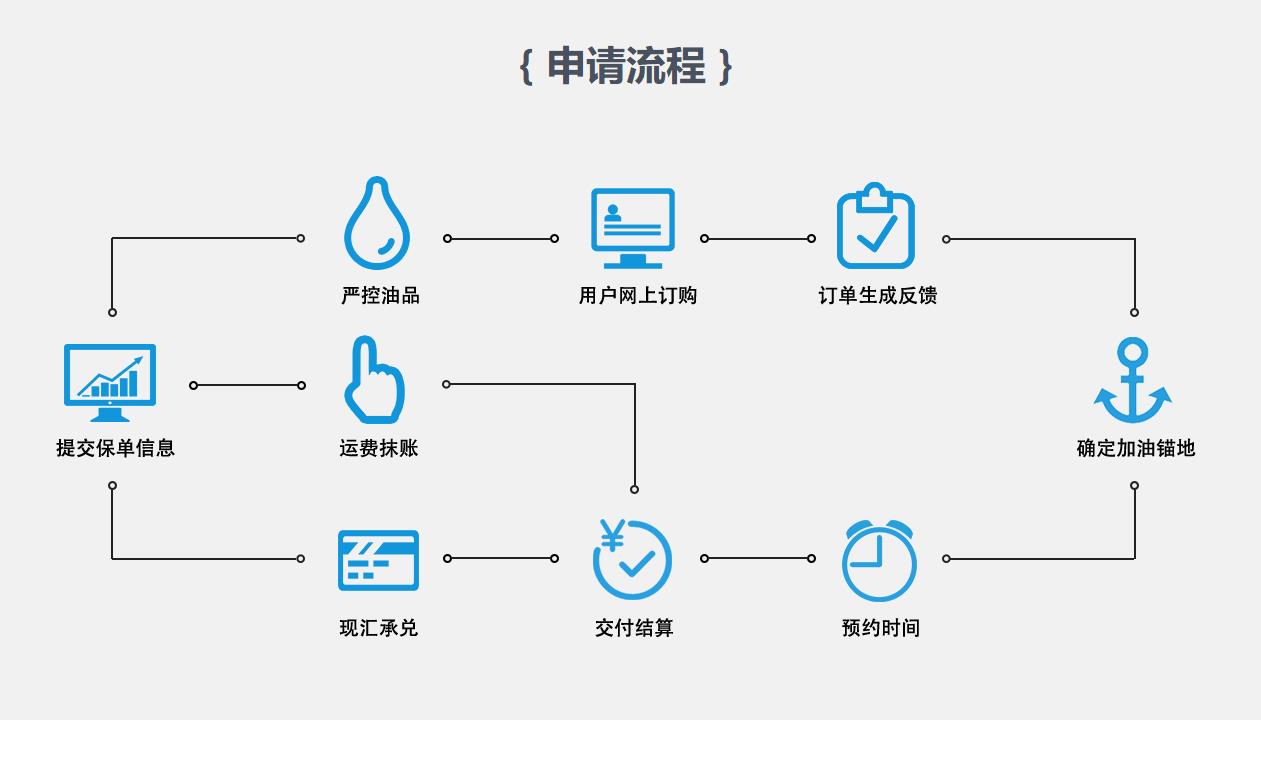 { 申请流程 }
严控油品
用户网上订购
订单生成反馈
提交保单信息
运费抹账
确定加油锚地
现汇承兑
¥
交付结算
预约时间